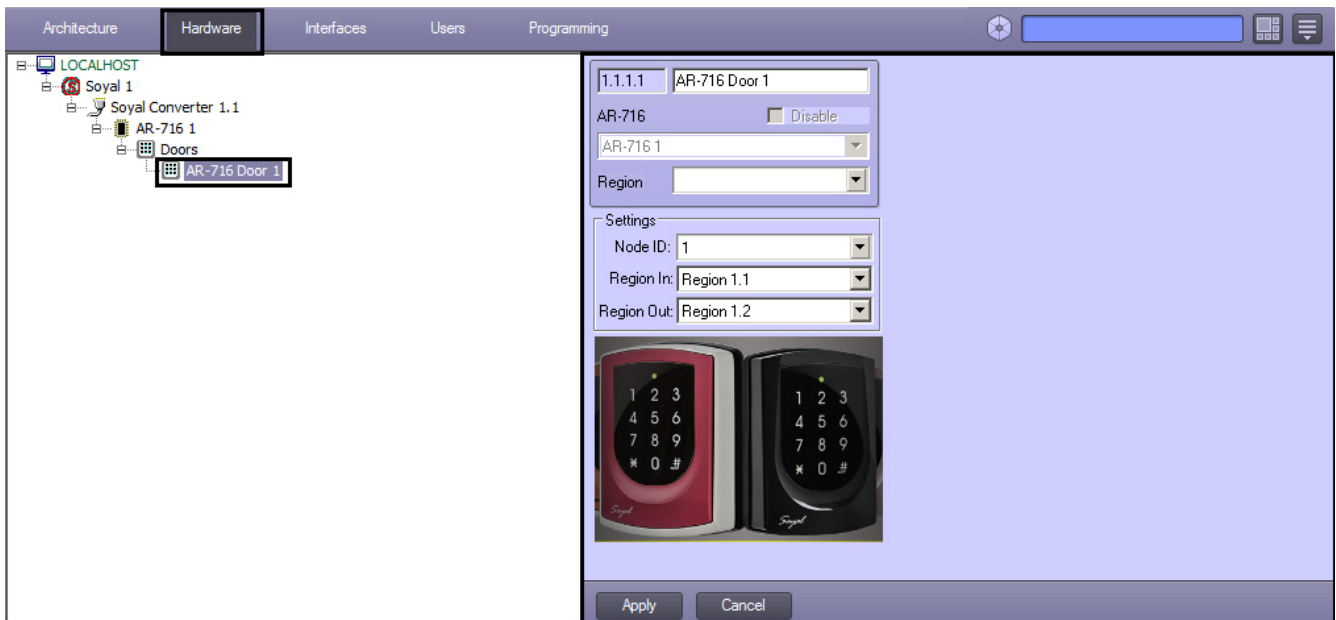 Architecture Hardware Interfaces Users Programming
LOCALHOST
Soyal 1
Soyal Converter 1.1
AR-716 1
Doors
AR-716 Door 1
1.1.1.1 AR-716 Door 1
AR-716 Disable
AR-716 1
Region
Settings
Node ID: 1
Region In: Region 1.1
Region Out: Region 1.2
1 2 3
4 5 6
7 8 9
* 0 #
Soyal
1 2 3
4 5 6
7 8 9
* 0 #
Soyal
Apply Cancel